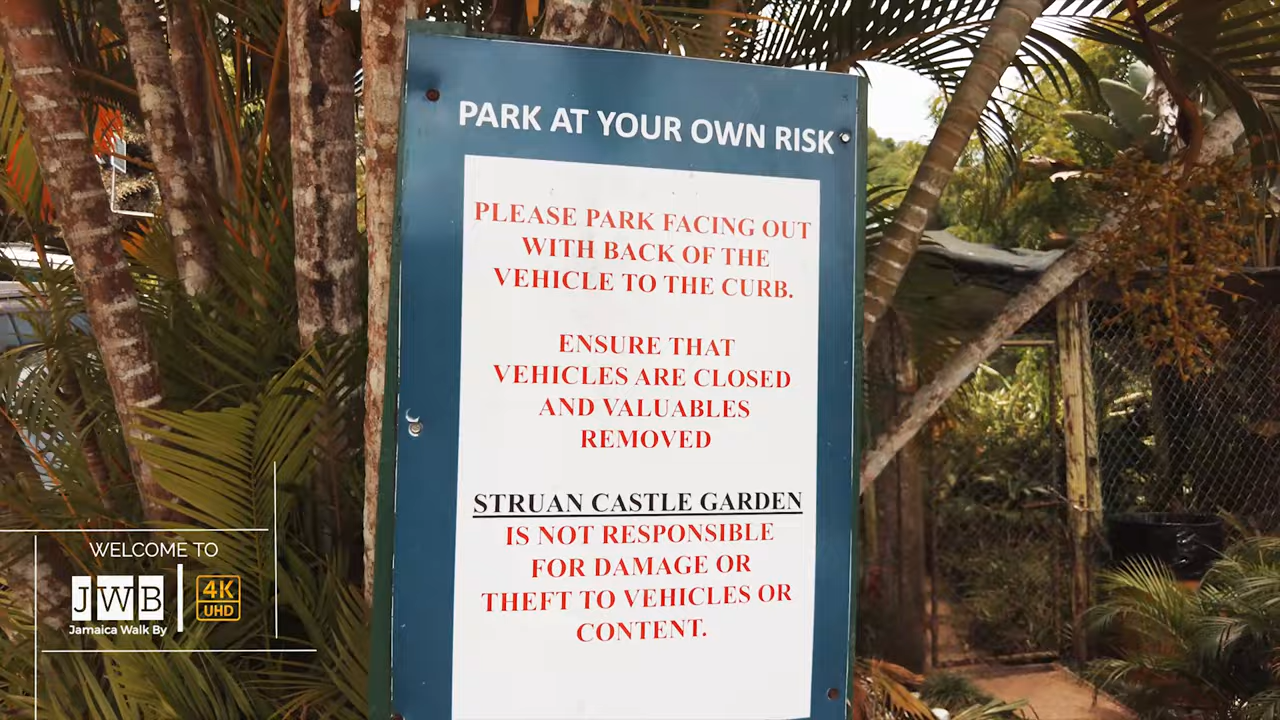 PARK AT YOUR OWN RISK
PLEASE PARK FACING OUT
WITH BACK OF THE
VEHICLE TO THE CURB.
ENSURE THAT
VEHICLES ARE CLOSED
AND VALUABLES
REMOVED
STRUAN CASTLE GARDEN
IS NOT RESPONSIBLE
FOR DAMAGE OR
THEFT TO VEHICLES OR
CONTENT.
WELCOME TO
JWB
Jamaica Walk By
4K
UHD